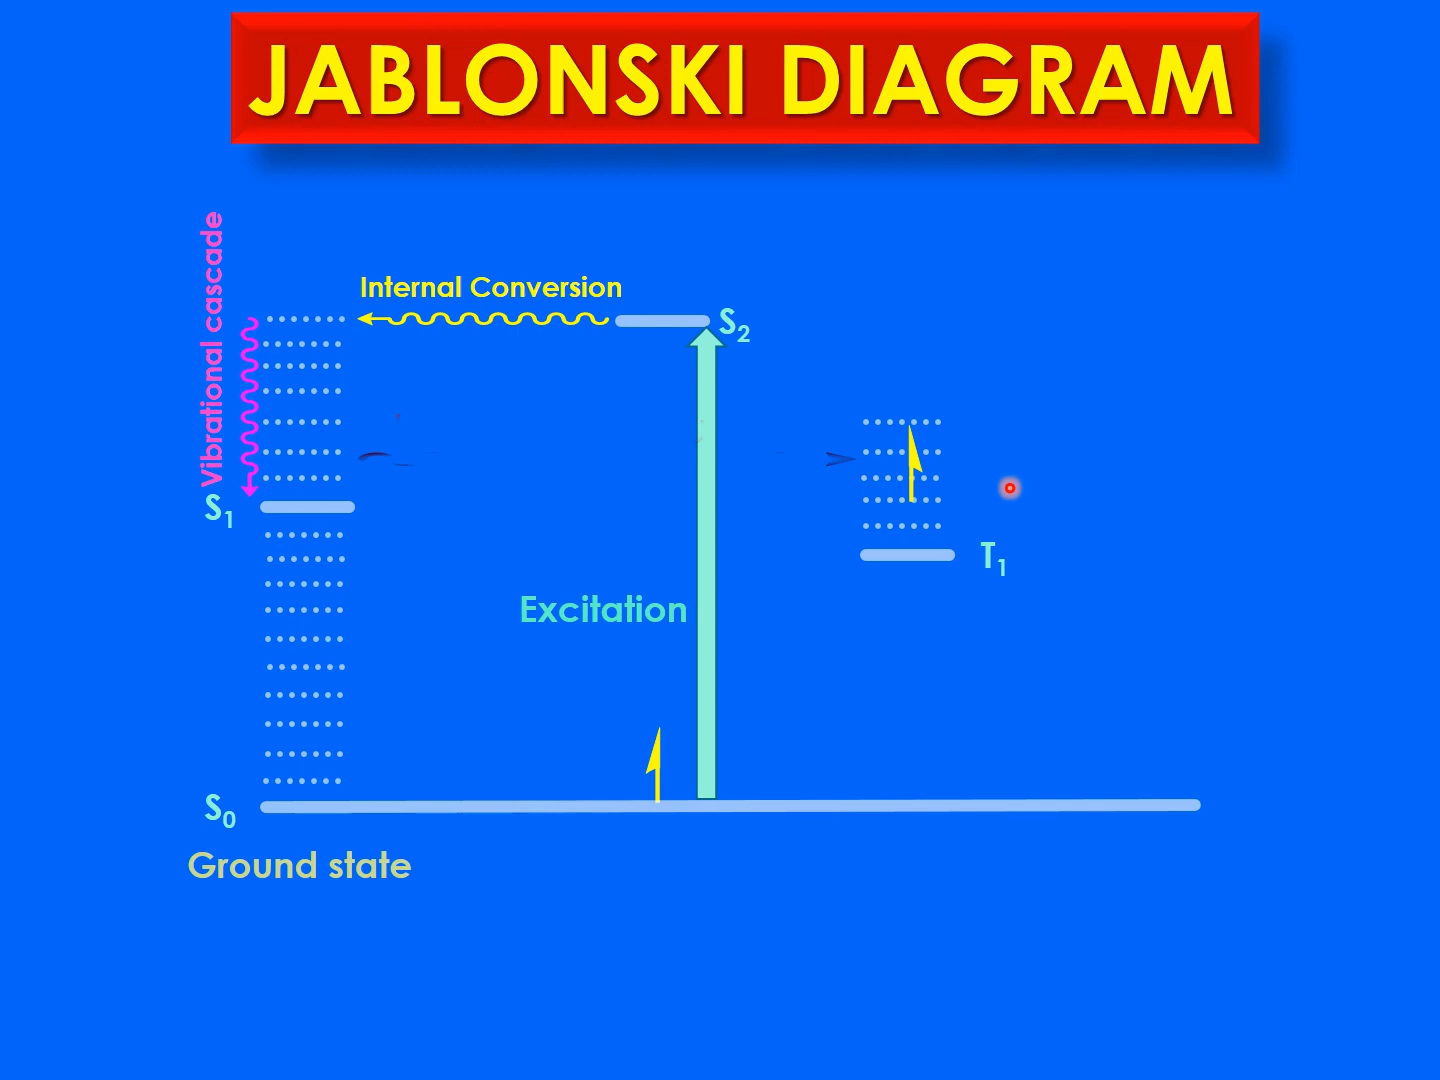 JABLONSKI DIAGRAM
Vibrational cascade
Internal Conversion
S2
S1
T1
Excitation
S0
Ground state